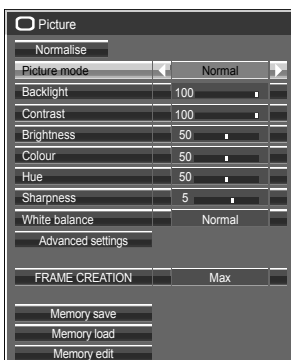 Picture
Normalise
Picture mode Normal
Backlight 100
Contrast 100
Brightness 50
Colour 50
Hue 50
Sharpness 5
White balance Normal
Advanced settings
FRAME CREATION Max
Memory save
Memory load
Memory edit